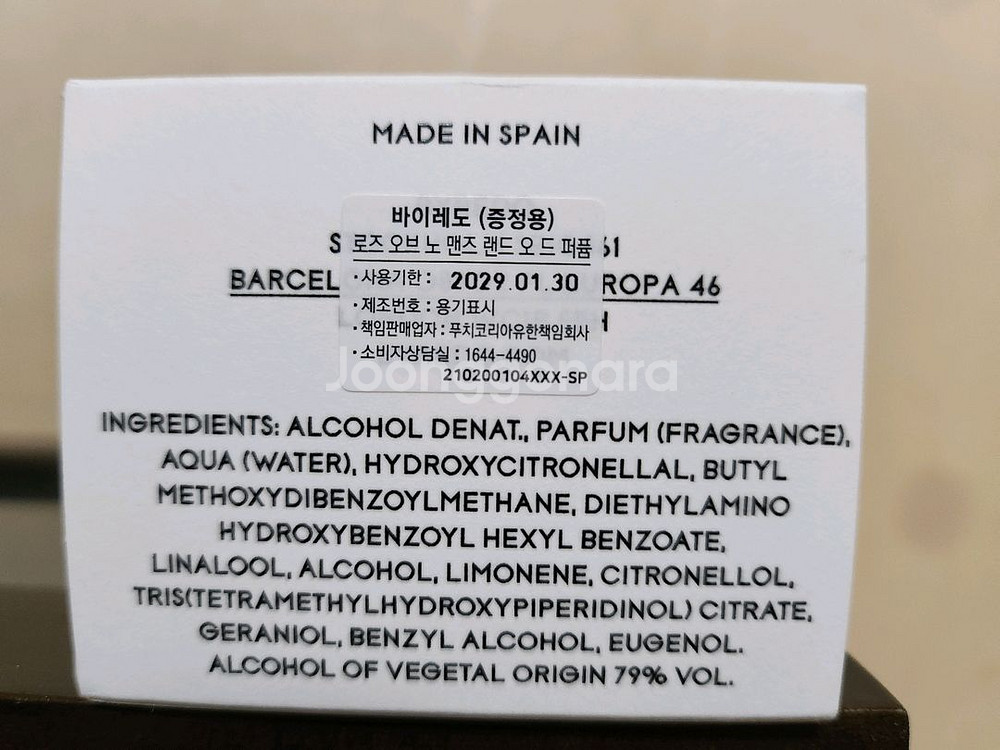 MADE IN SPAIN
바이레도 (증정용)
로즈 오브 노 맨즈 랜드 오 드 퍼퓸
46
·사용기한 : 2029.01.30
·제조번호 : 용기표시
·책임판매업자 : 푸치코리아유한책임회사
·소비자상담실 : 1644-4490
210200104XXX-SP
Joonggonara
INGREDIENTS: ALCOHOL DENAT., PARFUM (FRAGRANCE),
AQUA (WATER), HYDROXYCITRONELLAL, BUTYL
METHOXYDIBENZOYLMETHANE, DIETHYLAMINO
HYDROXYBENZOYL HEXYL BENZOATE,
LINALOOL, ALCOHOL, LIMONENE, CITRONELLOL,
TRIS(TETRAMETHYLHYDROXYPIPERIDINOL) CITRATE,
GERANIOL, BENZYL ALCOHOL, EUGENOL.
ALCOHOL OF VEGETAL ORIGIN 79% VOL.